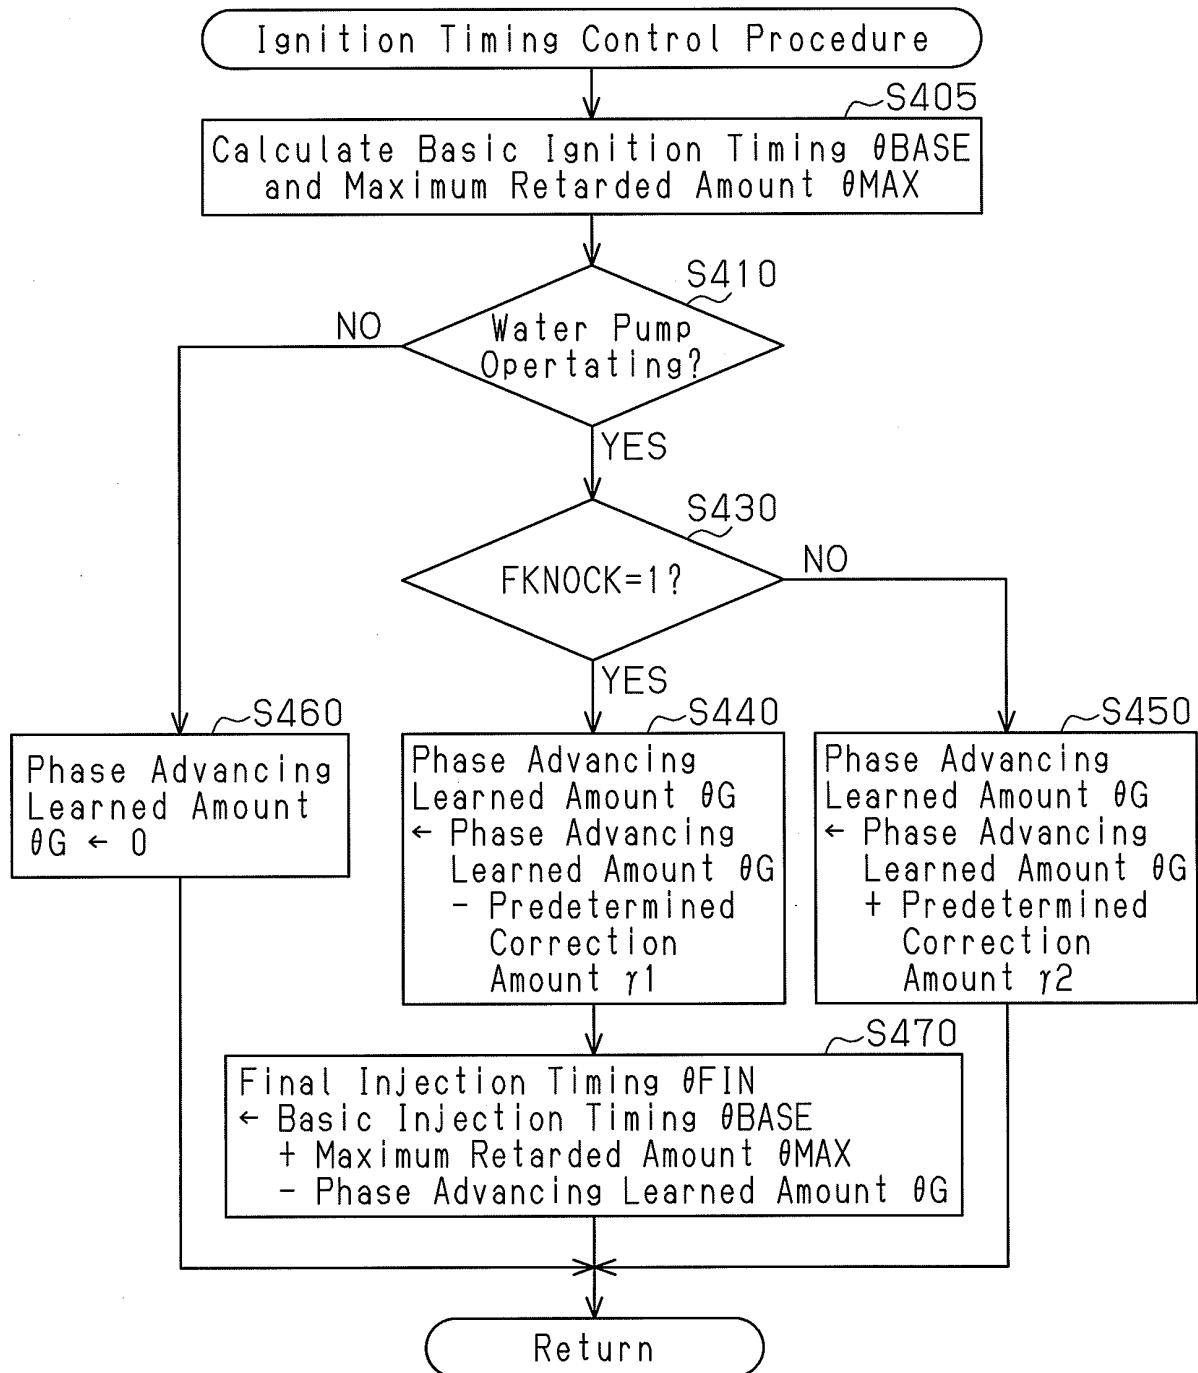 Ignition Timing Control Procedure
S405
Calculate Basic Ignition Timing θBASE
and Maximum Retarded Amount θMAX
S410
Water Pump
Opertating?
NO
YES
S430
FKNOCK=1?
NO
YES
S460
Phase Advancing
Learned Amount
θG ← 0
S440
Phase Advancing
Learned Amount θG
← Phase Advancing
Learned Amount θG
- Predetermined
Correction
Amount γ1
S450
Phase Advancing
Learned Amount θG
← Phase Advancing
Learned Amount θG
+ Predetermined
Correction
Amount γ2
S470
Final Injection Timing θFIN
← Basic Injection Timing θBASE
+ Maximum Retarded Amount θMAX
- Phase Advancing Learned Amount θG
Return